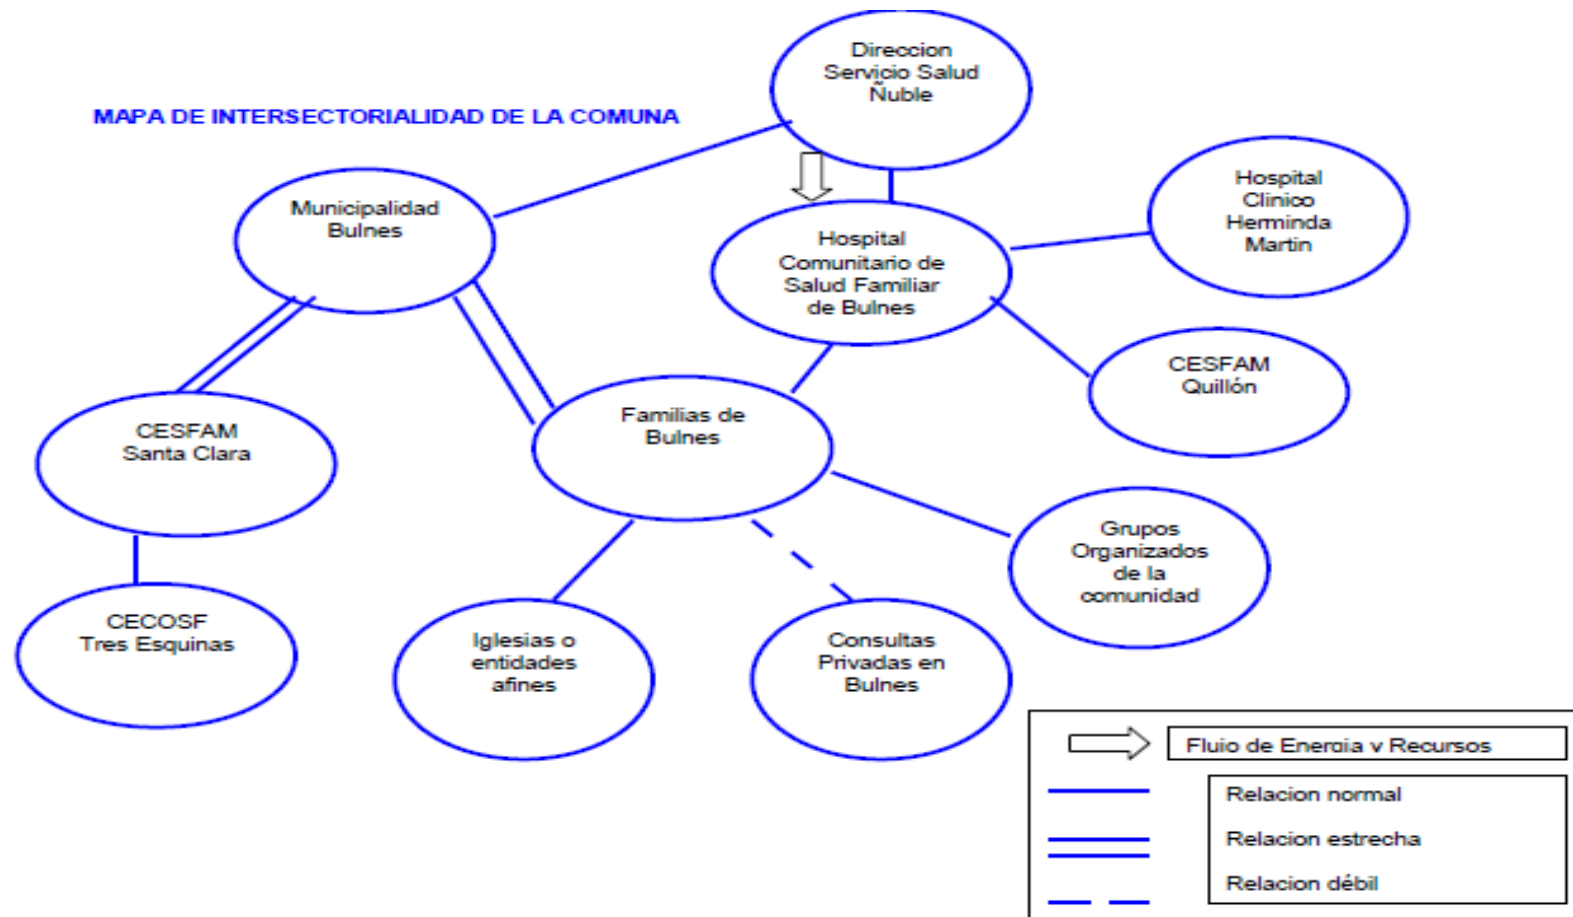 Direccion
Servicio Salud
Ñuble
MAPA DE INTERSECTORIALIDAD DE LA COMUNA
Municipalidad
Bulnes
Hospital
Comunitario de
Salud Familiar
de Bulnes
Hospital
Clinico
Herminda
Martin
CESFAM
Quillón
CESFAM
Santa Clara
Familias de
Bulnes
Grupos
Organizados
de la
comunidad
CECOSF
Tres Esquinas
Iglesias o
entidades
afines
Consultas
Privadas en
Bulnes
Flujo de Energia y Recursos
Relacion normal
Relacion estrecha
Relacion débil